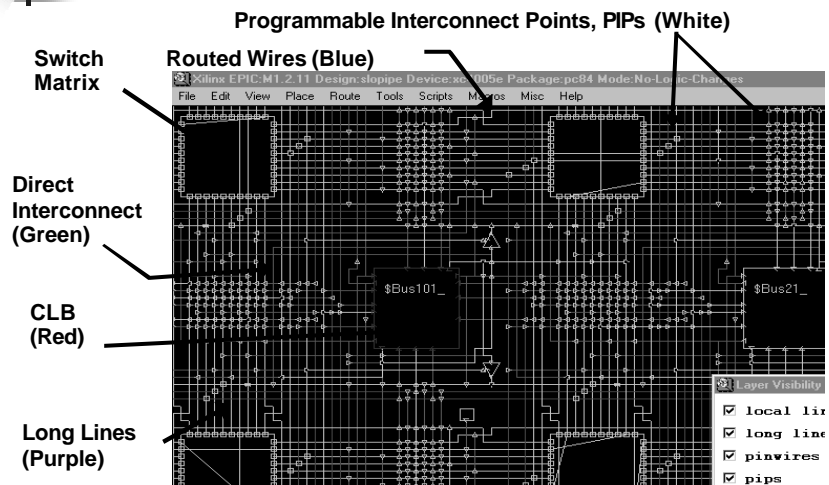 Programmable Interconnect Points, PIPs (White)
Switch
Matrix
Routed Wires (Blue)
Xilinx EPIC:M1.2.11 Design:slopipe Device:xc4005e Package:pc84 Mode:No-Logic-Changes
File Edit View Place Route Tools Scripts Macros Misc Help
Direct
Interconnect
(Green)
$Bus101_
$Bus21_
CLB
(Red)
Layer Visibility
local lin
long line
pinwires
pips
Long Lines
(Purple)